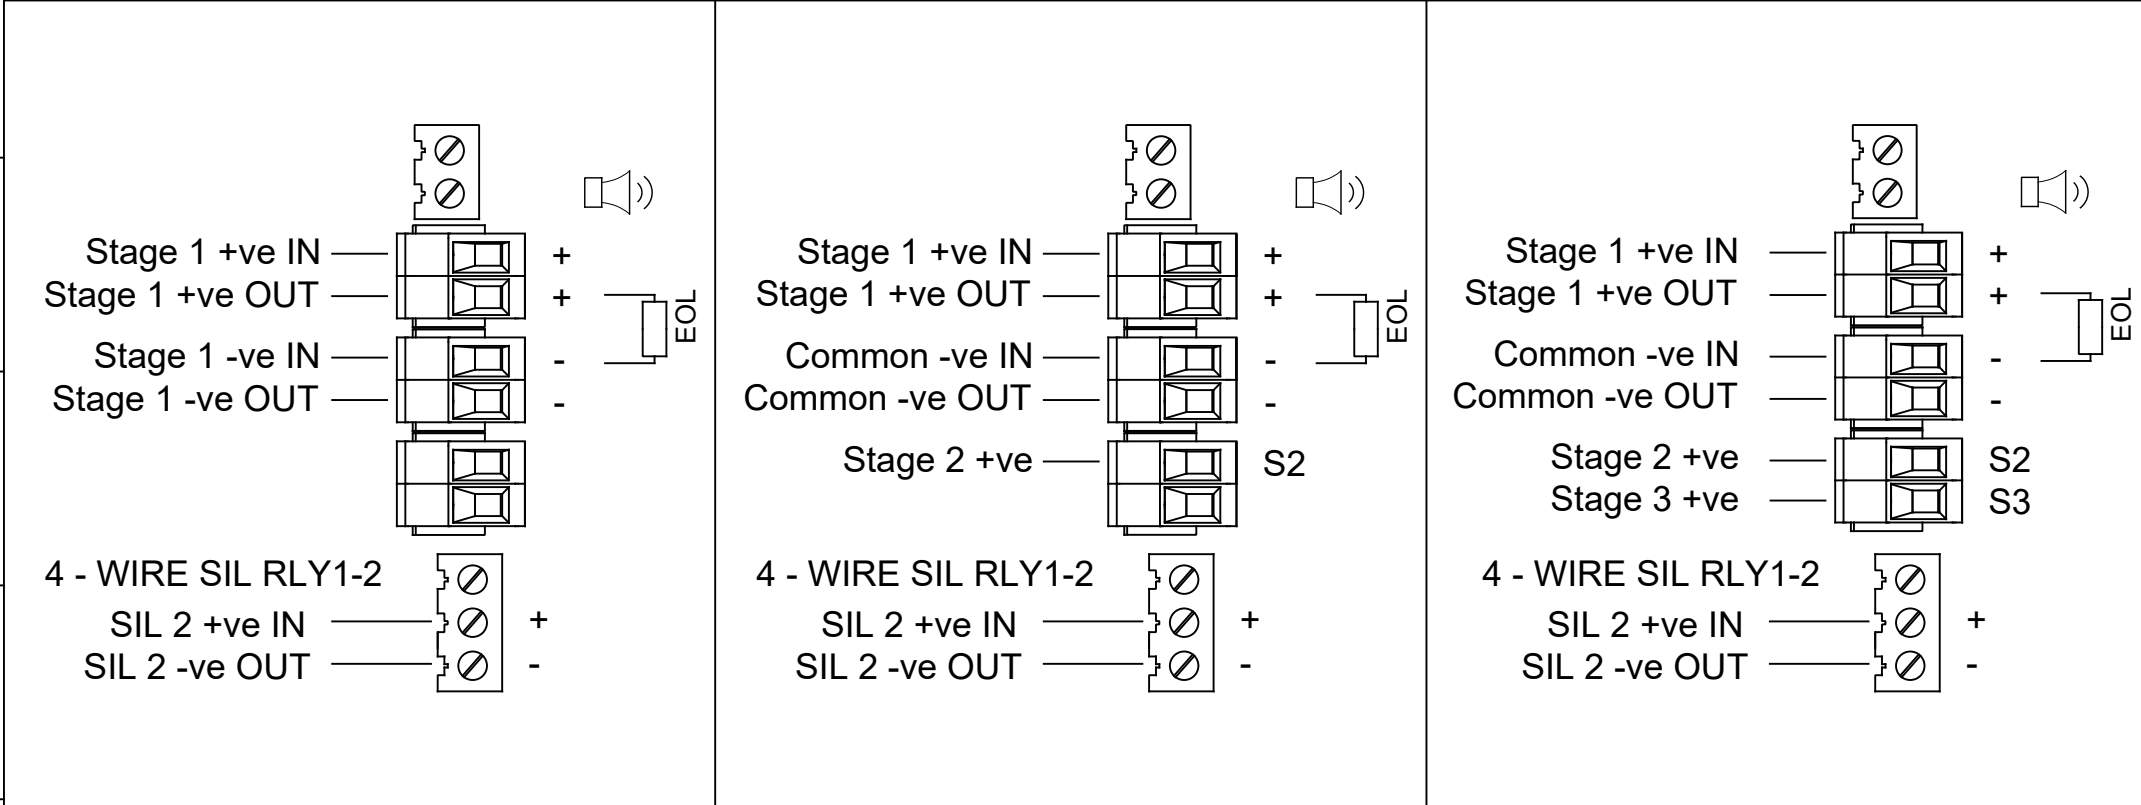 Stage 1 +ve IN
+
Stage 1 +ve OUT
+
EOL
Stage 1 -ve IN
-
Stage 1 -ve OUT
-
4 - WIRE SIL RLY1-2
SIL 2 +ve IN
+
SIL 2 -ve OUT
-
Stage 1 +ve IN
+
Stage 1 +ve OUT
+
EOL
Common -ve IN
-
Common -ve OUT
-
Stage 2 +ve
S2
4 - WIRE SIL RLY1-2
SIL 2 +ve IN
+
SIL 2 -ve OUT
-
Stage 1 +ve IN
+
Stage 1 +ve OUT
+
EOL
Common -ve IN
-
Common -ve OUT
-
Stage 2 +ve
S2
Stage 3 +ve
S3
4 - WIRE SIL RLY1-2
SIL 2 +ve IN
+
SIL 2 -ve OUT
-